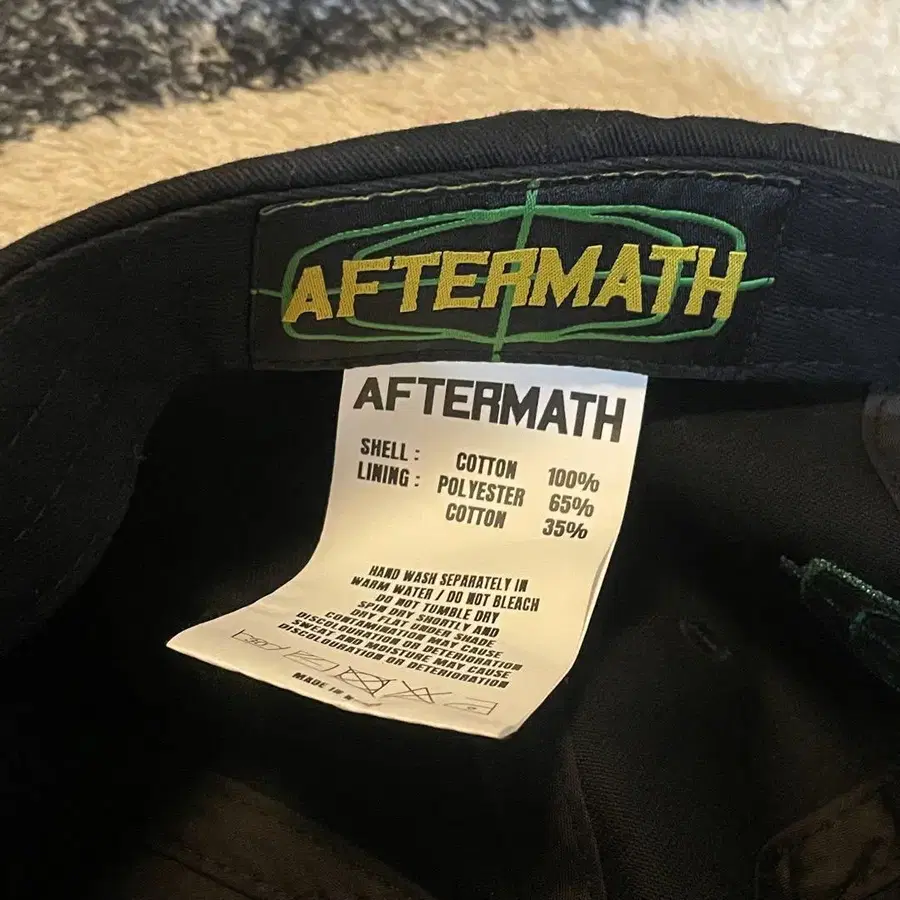 AFTERMATH
AFTERMATH
SHELL : COTTON 100%
LINING : POLYESTER 65%
COTTON 35%
HAND WASH SEPARATELY IN
WARM WATER / DO NOT BLEACH
DO NOT TUMBLE DRY
SPIN DRY SHORTLY AND
DRY FLAT UNDER SHADE
CONTAMINATION MAY CAUSE
DISCOLOURATION OR DETERIORATION
SWEAT AND MOISTURE MAY CAUSE
DISCOLOURATION OR DETERIORATION
MADE IN